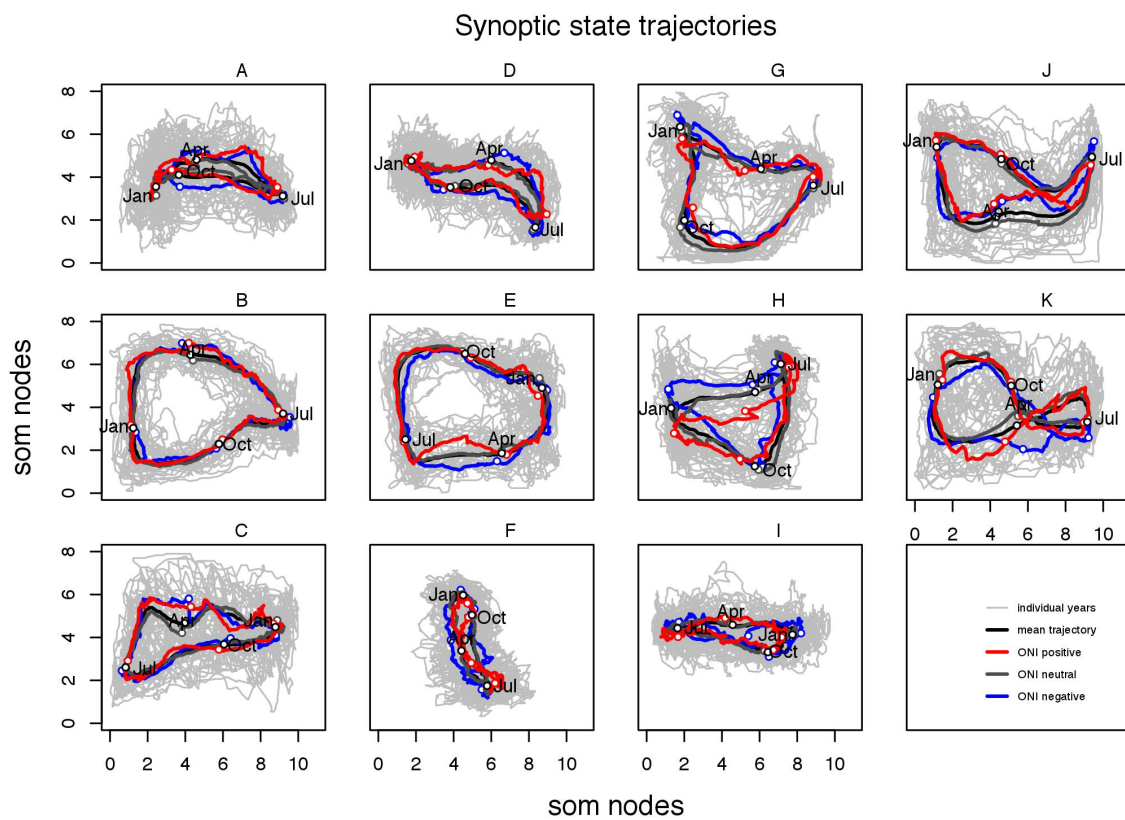 Synoptic state trajectories
A
D
G
J
8
6
4
2
0
Jan
Apr
Oct
Jul
Jan
Apr
Oct
Jul
Jan
Apr
Oct
Jul
Jan
Oct
Apr
Jul
B
E
H
K
8
6
4
2
0
Jan
Apr
Jul
Oct
Oct
Jan
Jul
Apr
Jan
Apr
Jul
Oct
Jan
Oct
Apr
Jul
0 2 4 6 8 10
C
F
I
8
6
4
2
0
Apr
Jan
Jul
Oct
Jan
Oct
Apr
Jul
Apr
Jul
Jan
Oct
individual years
mean trajectory
ONI positive
ONI neutral
ONI negative
0 2 4 6 8 10
0 2 4 6 8 10
0 2 4 6 8 10
som nodes
som nodes